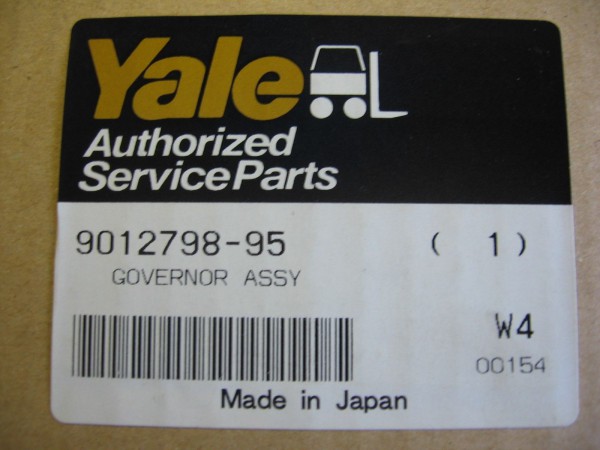 Yale
Authorized
Service Parts
9012798-95 ( 1 )
GOVERNOR ASSY
W4
00154
Made in Japan